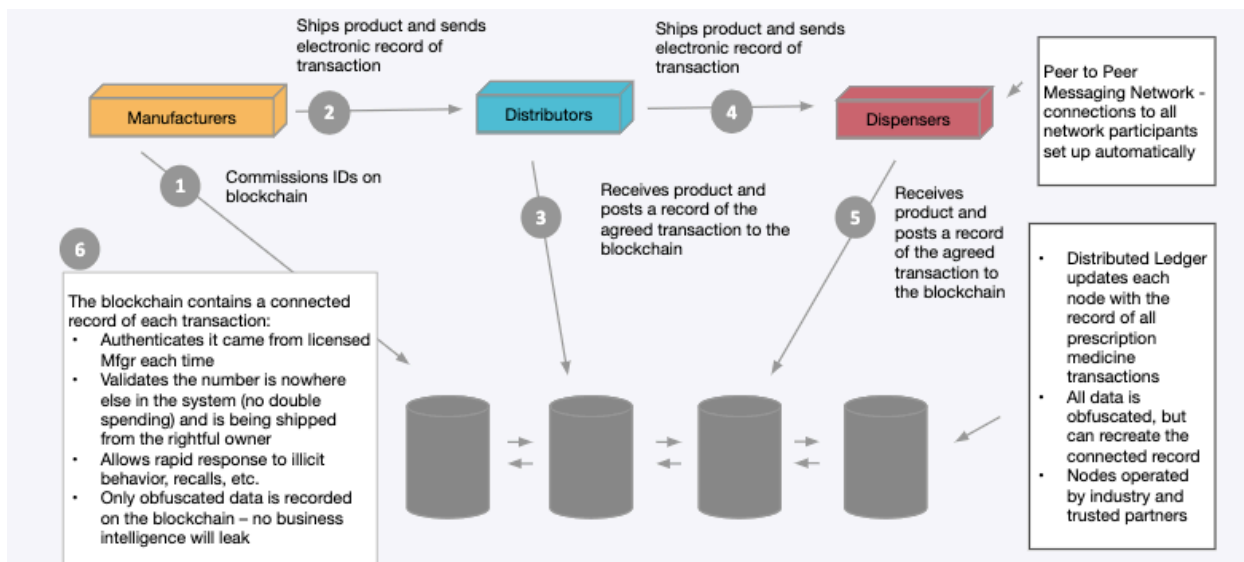 Ships product and sends
electronic record of
transaction
Ships product and sends
electronic record of
transaction
Manufacturers
2
Distributors
4
Dispensers
Peer to Peer
Messaging Network -
connections to all
network participants
set up automatically
1
Commissions IDs on
blockchain
3
Receives product and
posts a record of the
agreed transaction to the
blockchain
5
Receives
product and
posts a record
of the agreed
transaction to
the blockchain
6
The blockchain contains a connected
record of each transaction:
• Authenticates it came from licensed
Mfgr each time
• Validates the number is nowhere
else in the system (no double
spending) and is being shipped
from the rightful owner
• Allows rapid response to illicit
behavior, recalls, etc.
• Only obfuscated data is recorded
on the blockchain – no business
intelligence will leak
• Distributed Ledger
updates each
node with the
record of all
prescription
medicine
transactions
• All data is
obfuscated, but
can recreate the
connected record
• Nodes operated
by industry and
trusted partners